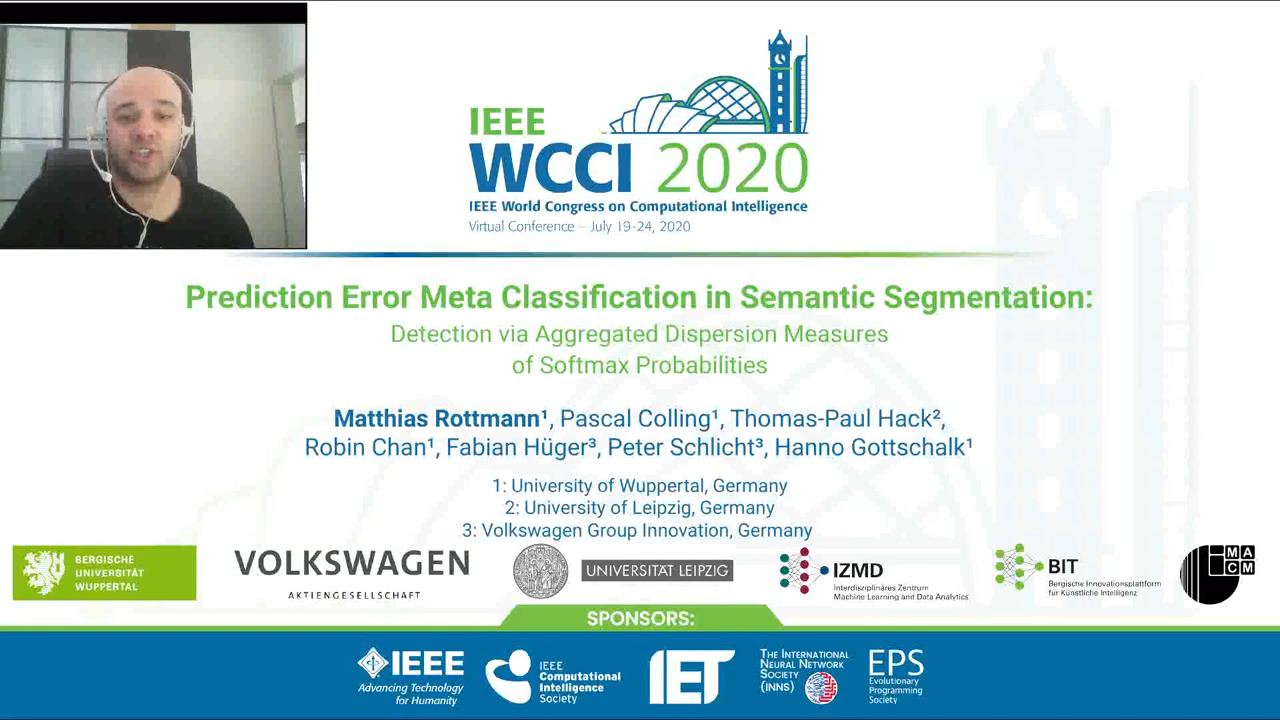 IEEE
WCCI 2020
IEEE World Congress on Computational Intelligence
Virtual Conference – July 19-24, 2020
Prediction Error Meta Classification in Semantic Segmentation:
Detection via Aggregated Dispersion Measures
of Softmax Probabilities
Matthias Rottmann¹, Pascal Colling¹, Thomas-Paul Hack²,
Robin Chan¹, Fabian Hüger³, Peter Schlicht³, Hanno Gottschalk¹
1: University of Wuppertal, Germany
2: University of Leipzig, Germany
3: Volkswagen Group Innovation, Germany
BERGISCHE
UNIVERSITÄT
WUPPERTAL
VOLKSWAGEN
AKTIENGESELLSCHAFT
UNIVERSITÄT LEIPZIG
IZMD
Interdisziplinäres Zentrum
Machine Learning and Data Analytics
BIT
Bergische Innovationsplattform
für Künstliche Intelligenz
MA
CM
SPONSORS:
IEEE
Advancing Technology
for Humanity
IEEE
Computational
Intelligence
Society
IET
THE INTERNATIONAL
NEURAL NETWORK
SOCIETY
(INNS)
EPS
Evolutionary
Programming
Society